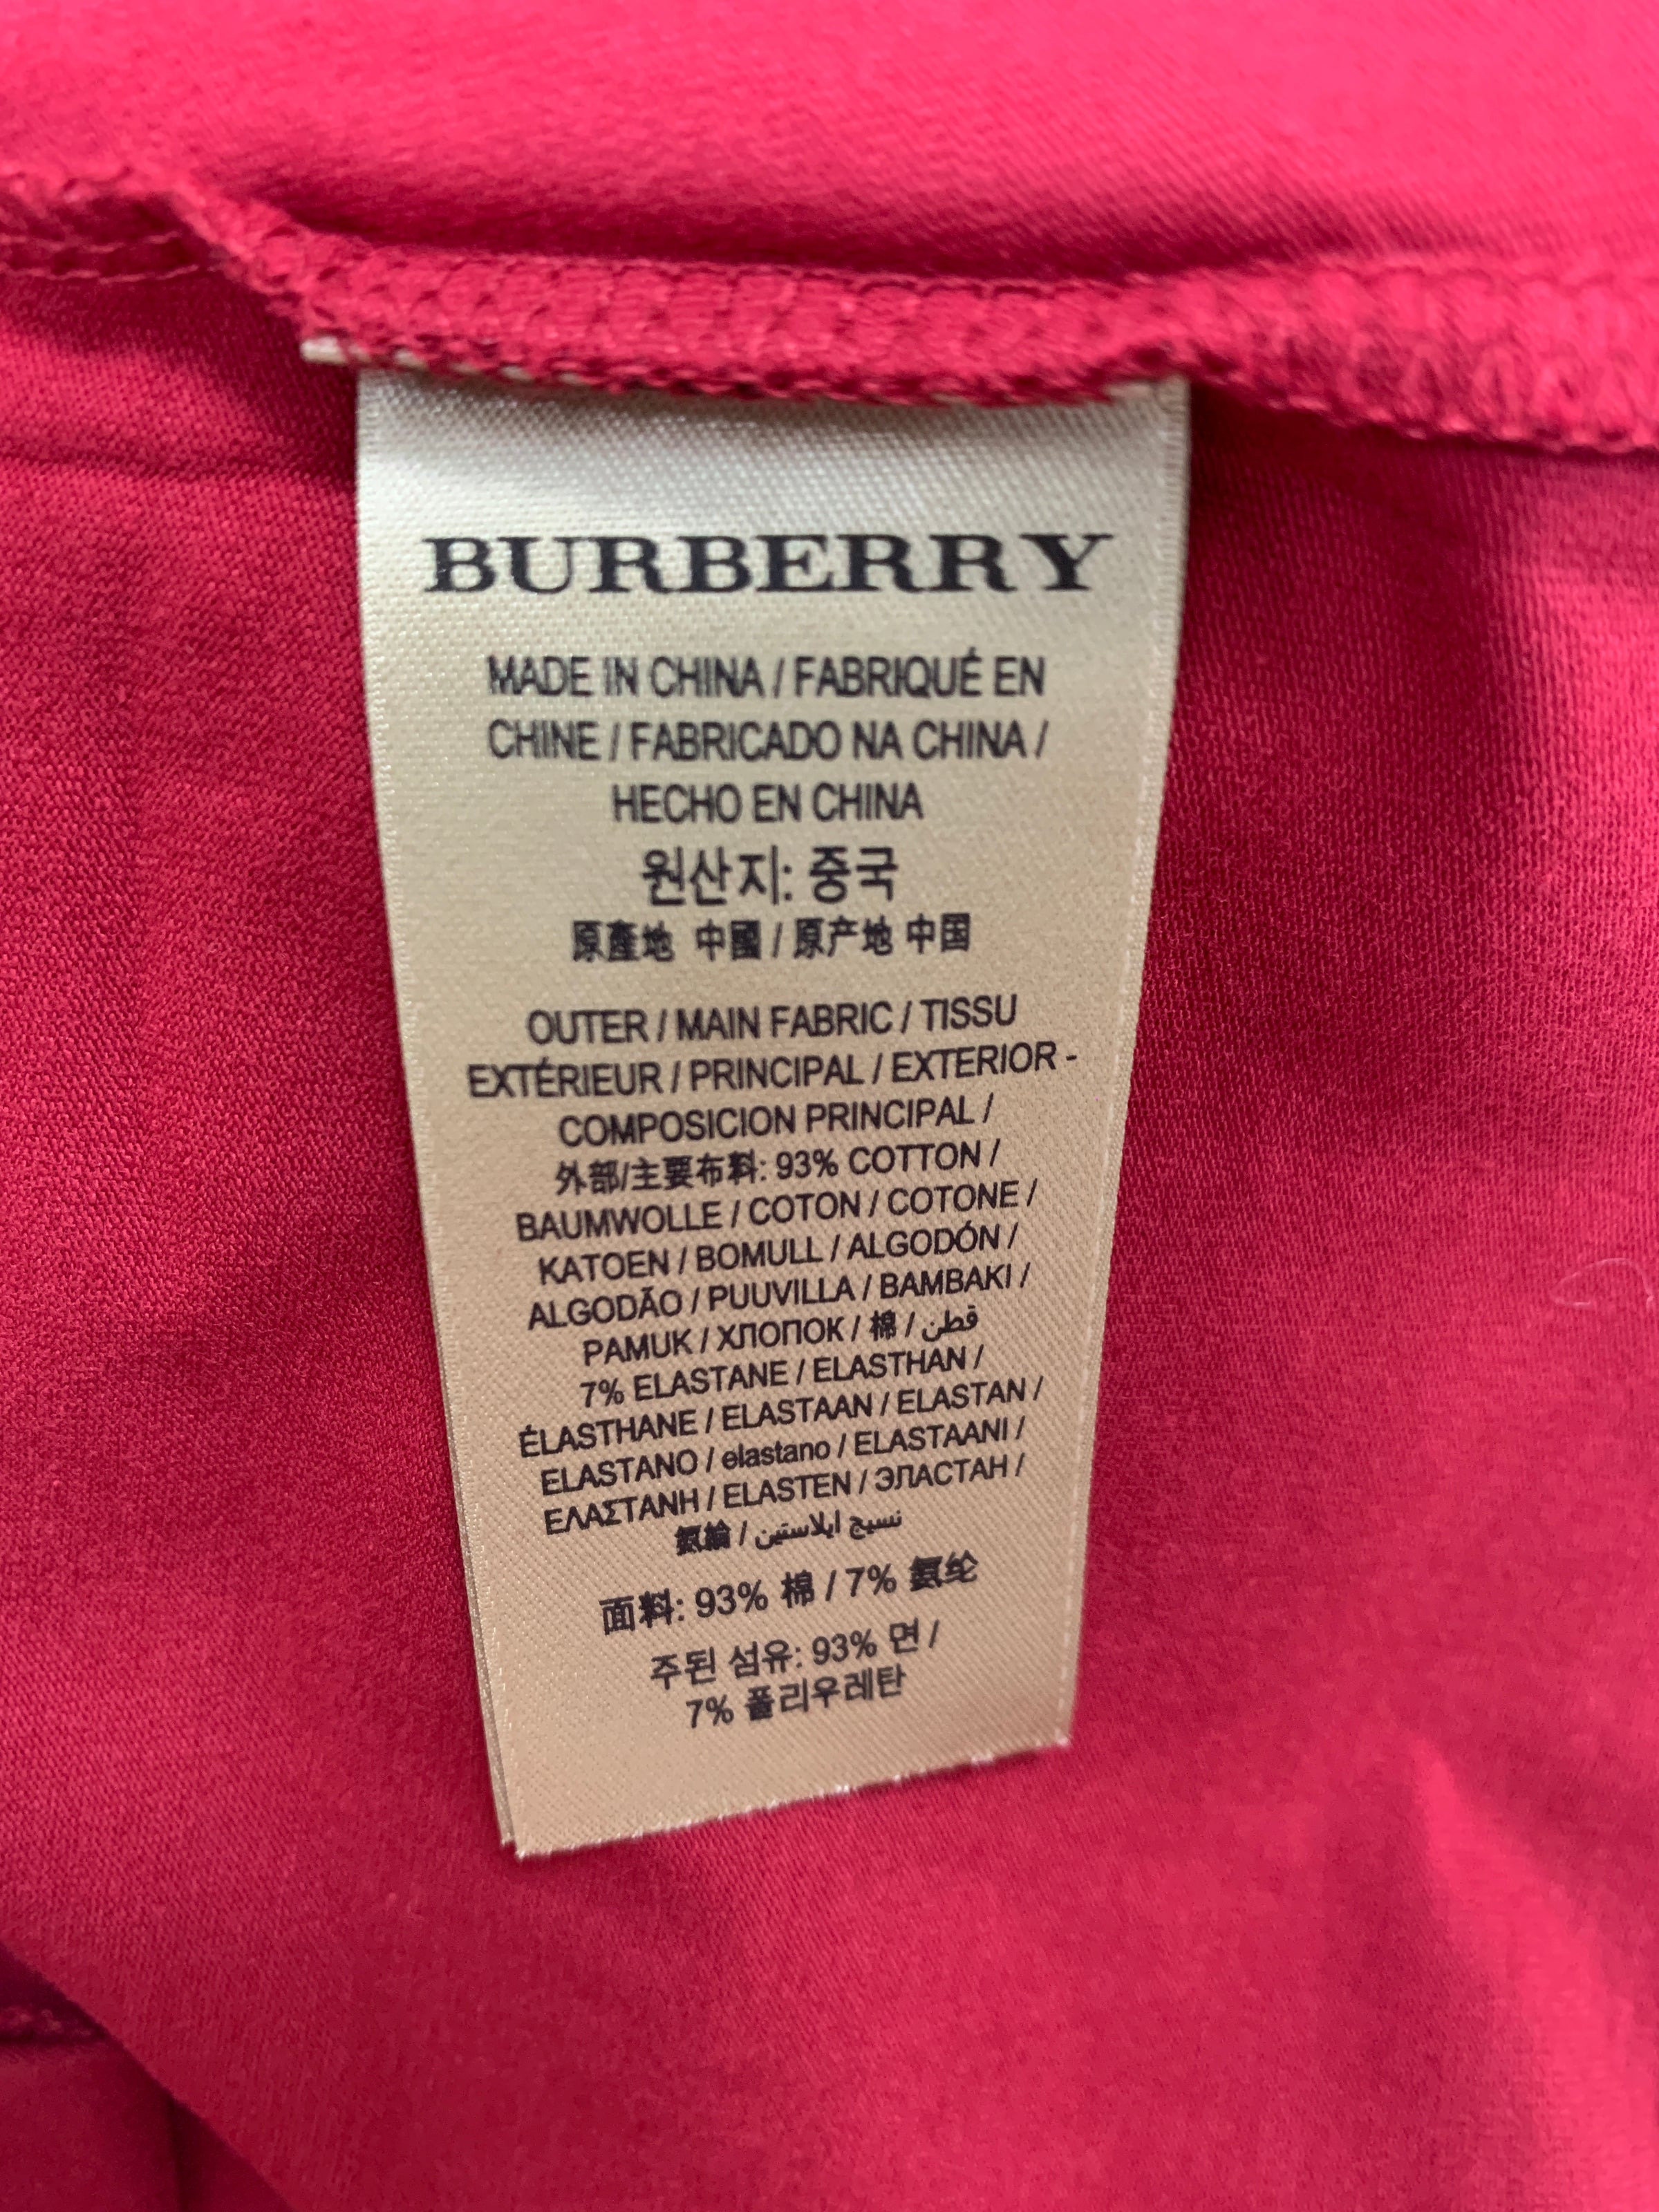 BURBERRY
MADE IN CHINA / FABRIQUÉ EN
CHINE / FABRICADO NA CHINA /
HECHO EN CHINA
원산지: 중국
原產地 中國 / 原产地 中国
OUTER / MAIN FABRIC / TISSU
EXTÉRIEUR / PRINCIPAL / EXTERIOR -
COMPOSICION PRINCIPAL /
外部/主要布料: 93% COTTON /
BAUMWOLLE / COTON / COTONE /
KATOEN / BOMULL / ALGODÓN /
ALGODÃO / PUUVILLA / BAMBAKI /
PAMUK / ХЛОПОК / 棉 / قطن
7% ELASTANE / ELASTHAN /
ÉLASTHANE / ELASTAAN / ELASTAN /
ELASTANO / elastano / ELASTAANI /
ΕΛΑΣΤΑΝΗ / ELASTEN / ЭЛАСТАН /
氨綸 / نسيج ايلاستين
面料: 93% 棉 / 7% 氨纶
주된 섬유: 93% 면 /
7% 폴리우레탄